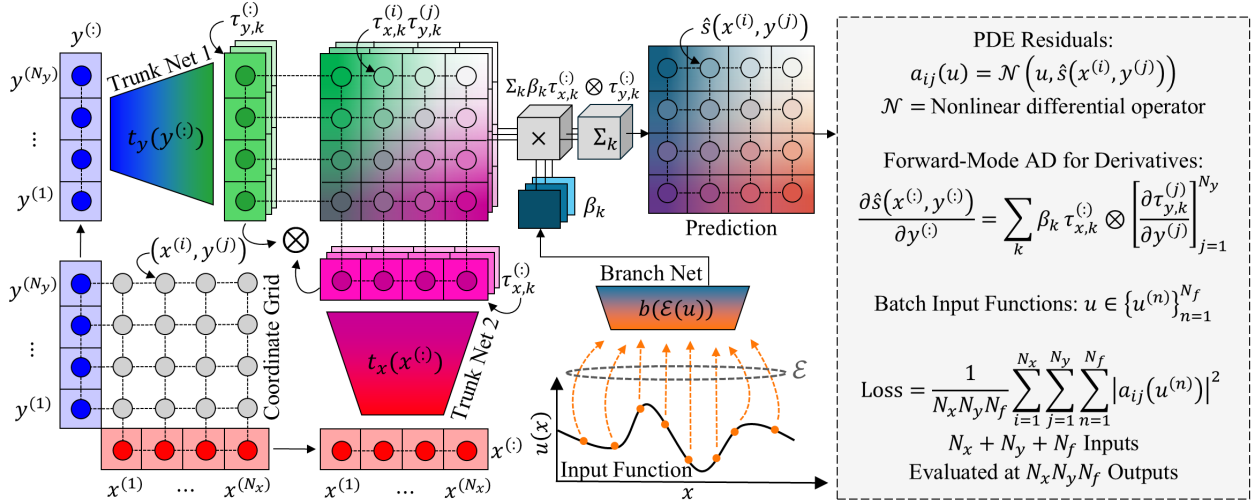 y^{(:)}
y^{(N_y)}
⋮
y^{(1)}
Trunk Net 1
t_y(y^{(:)})
τ_{y,k}^{(:)}
τ_{x,k}^{(i)} τ_{y,k}^{(j)}
Σ_k β_k τ_{x,k}^{(:)} ⊗ τ_{y,k}^{(:)}
×
Σ_k
β_k
ŝ(x^{(i)}, y^{(j)})
Prediction
⊗
(x^{(i)}, y^{(j)})
y^{(N_y)}
⋮
y^{(1)}
Coordinate Grid
x^{(1)} ⋯ x^{(N_x)}
τ_{x,k}^{(:)}
t_x(x^{(:)})
Trunk Net 2
x^{(:)}
x^{(1)} ⋯ x^{(N_x)}
Branch Net
b(ℰ(u))
ℰ
u(x)
Input Function
x
PDE Residuals:
a_{ij}(u) = 𝒩(u, ŝ(x^{(i)}, y^{(j)}))
𝒩 = Nonlinear differential operator
Forward-Mode AD for Derivatives:
∂ŝ(x^{(:)}, y^{(:)})/∂y^{(:)} = ∑_k β_k τ_{x,k}^{(:)} ⊗ [∂τ_{y,k}^{(j)}/∂y^{(j)}]_{j=1}^{N_y}
Batch Input Functions: u ∈ {u^{(n)}}_{n=1}^{N_f}
Loss = 1/(N_x N_y N_f) ∑_{i=1}^{N_x} ∑_{j=1}^{N_y} ∑_{n=1}^{N_f} |a_{ij}(u^{(n)})|^2
N_x + N_y + N_f Inputs
Evaluated at N_x N_y N_f Outputs